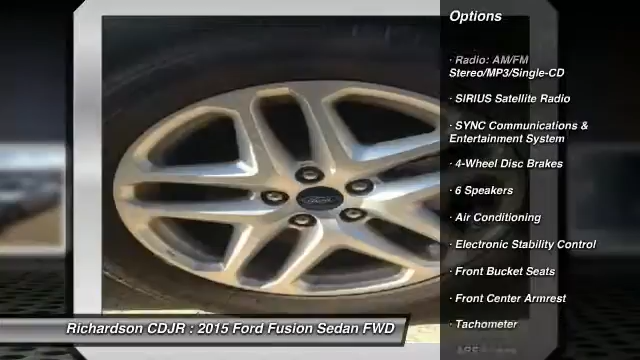 Options
· Radio: AM/FM
Stereo/MP3/Single-CD
· SIRIUS Satellite Radio
· SYNC Communications &
Entertainment System
· 4-Wheel Disc Brakes
· 6 Speakers
· Air Conditioning
· Electronic Stability Control
· Front Bucket Seats
· Front Center Armrest
· Tachometer
Ford
Richardson CDJR : 2015 Ford Fusion Sedan FWD